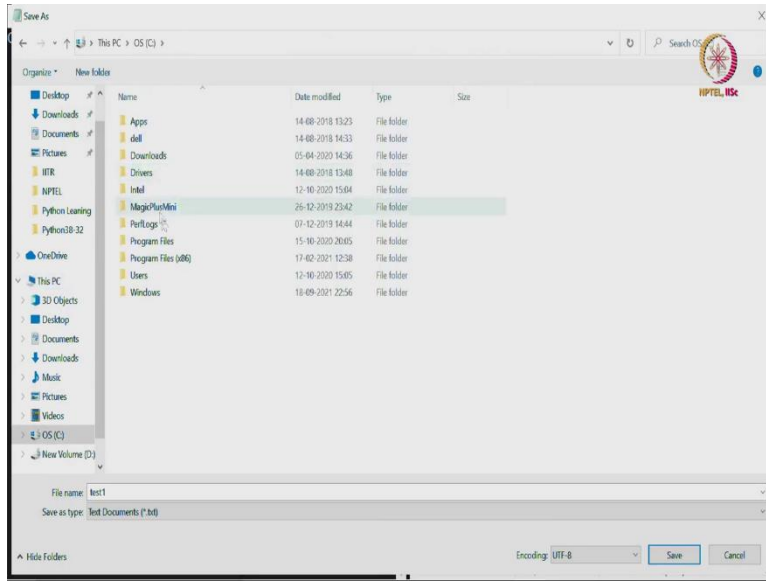 Save As
This PC > OS (C:) >
Search OS
Organize
New folder
NPTEL, IISc
Desktop
Downloads
Documents
Pictures
IITR
NPTEL
Python Leaning
Python38-32
OneDrive
This PC
3D Objects
Desktop
Documents
Downloads
Music
Pictures
Videos
OS (C:)
New Volume (D:)
Name Date modified Type Size
Apps 14-08-2018 13:23 File folder
dell 14-08-2018 14:33 File folder
Downloads 05-04-2020 14:36 File folder
Drivers 14-08-2018 13:48 File folder
Intel 12-10-2020 15:04 File folder
MagicPlusMini 26-12-2019 23:42 File folder
PerfLogs 07-12-2019 14:44 File folder
Program Files 15-10-2020 20:05 File folder
Program Files (x86) 17-02-2021 12:38 File folder
Users 12-10-2020 15:05 File folder
Windows 18-09-2021 22:56 File folder
File name: test1
Save as type: Text Documents (*.txt)
Hide Folders
Encoding: UTF-8
Save
Cancel